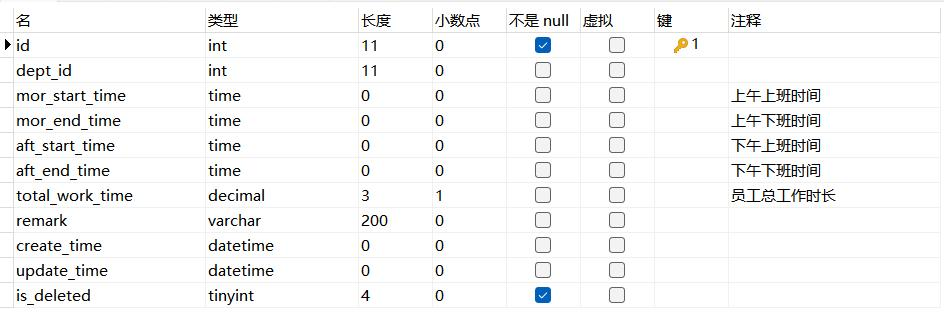 名 类型 长度 小数点 不是 null 虚拟 键 注释
id int 11 0 1
dept_id int 11 0
mor_start_time time 0 0 上午上班时间
mor_end_time time 0 0 上午下班时间
aft_start_time time 0 0 下午上班时间
aft_end_time time 0 0 下午下班时间
total_work_time decimal 3 1 员工总工作时长
remark varchar 200 0
create_time datetime 0 0
update_time datetime 0 0
is_deleted tinyint 4 0